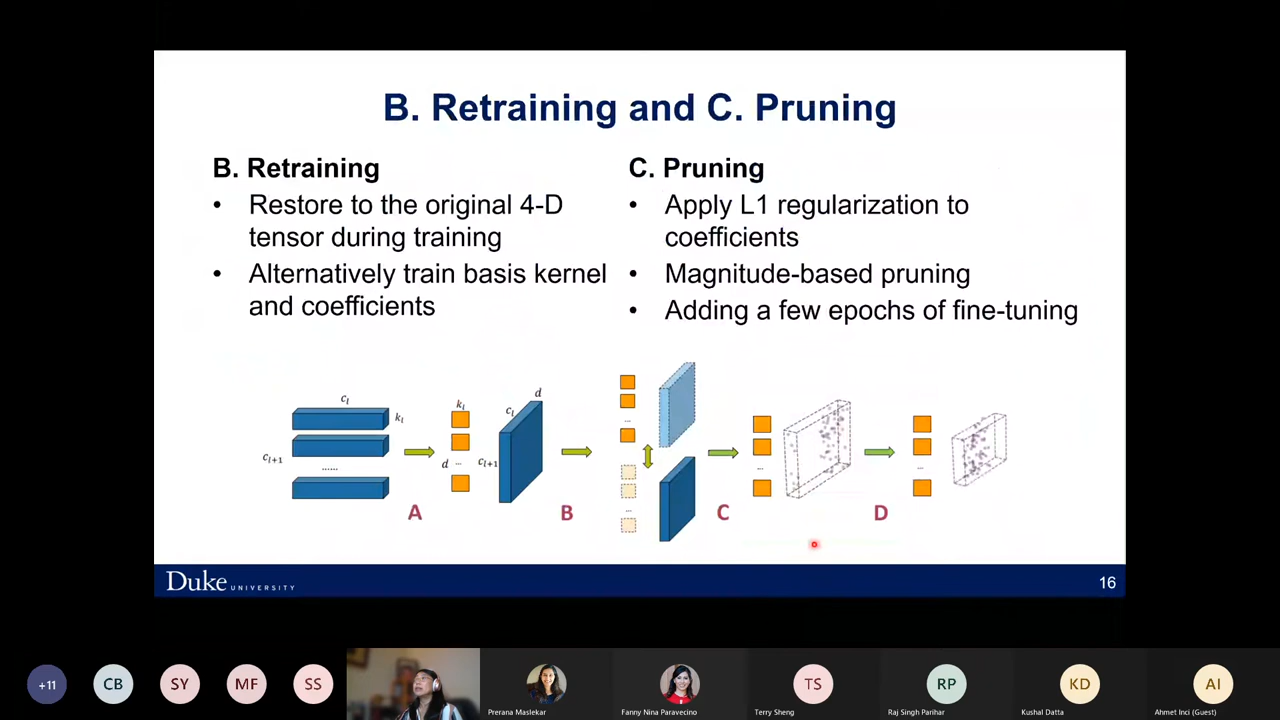 B. Retraining and C. Pruning
B. Retraining
• Restore to the original 4-D
tensor during training
• Alternatively train basis kernel
and coefficients
C. Pruning
• Apply L1 regularization to
coefficients
• Magnitude-based pruning
• Adding a few epochs of fine-tuning
c_l
k_l
c_{l+1}
......
A
k_l
d
...
c_l
d
c_{l+1}
B
...
...
C
...
D
...
Duke UNIVERSITY
16
+11
CB
SY
MF
SS
Prerana Maslekar
Fanny Nina Paravecino
TS
Terry Sheng
RP
Raj Singh Parihar
KD
Kushal Datta
AI
Ahmet Inci (Guest)